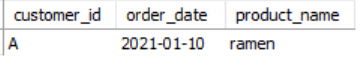 customer_id order_date product_name
A 2021-01-10 ramen